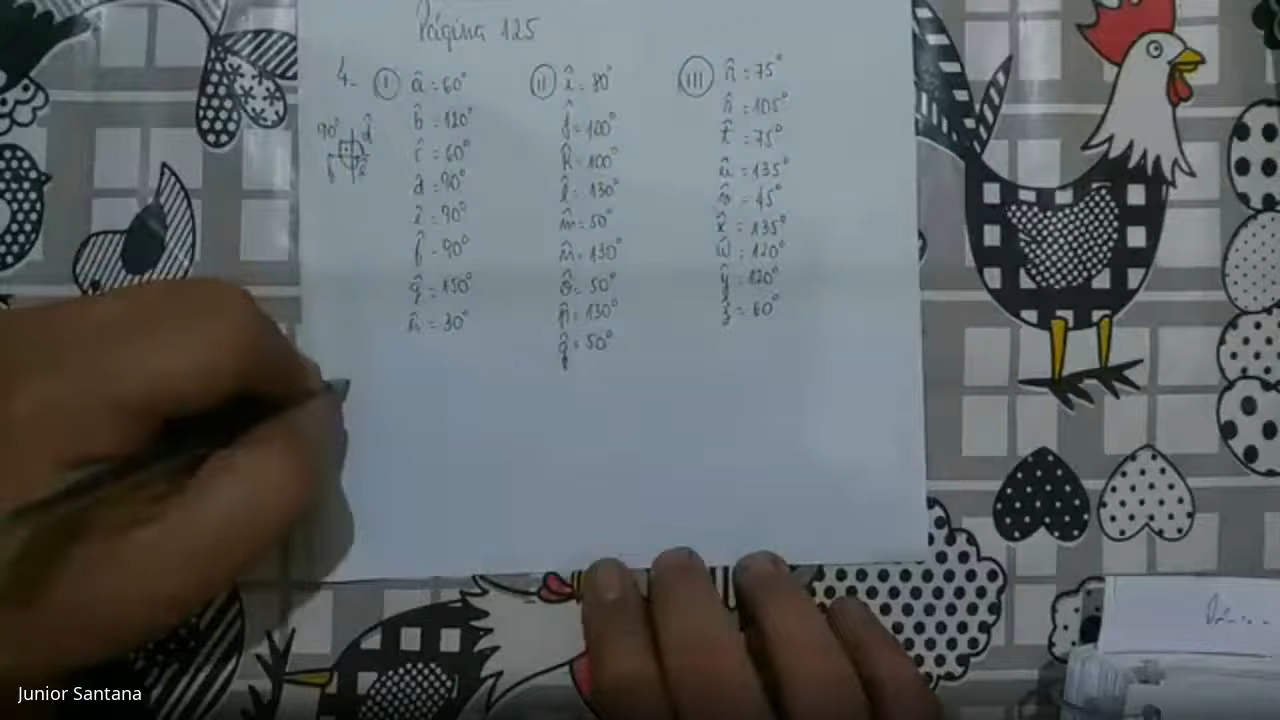 Página 125
4- I â = 60°
b̂ = 120°
ĉ = 60°
d̂ = 90°
ê = 90°
f̂ = 90°
ĝ = 150°
ĥ = 30°
90° d̂
II î = 80°
ĵ = 100°
k̂ = 100°
l̂ = 130°
m̂ = 50°
n̂ = 130°
ô = 50°
p̂ = 130°
q̂ = 50°
III r̂ = 75°
ŝ = 105°
t̂ = 75°
û = 135°
v̂ = 45°
x̂ = 135°
ŵ = 120°
ŷ = 120°
ẑ = 60°
Junior Santana